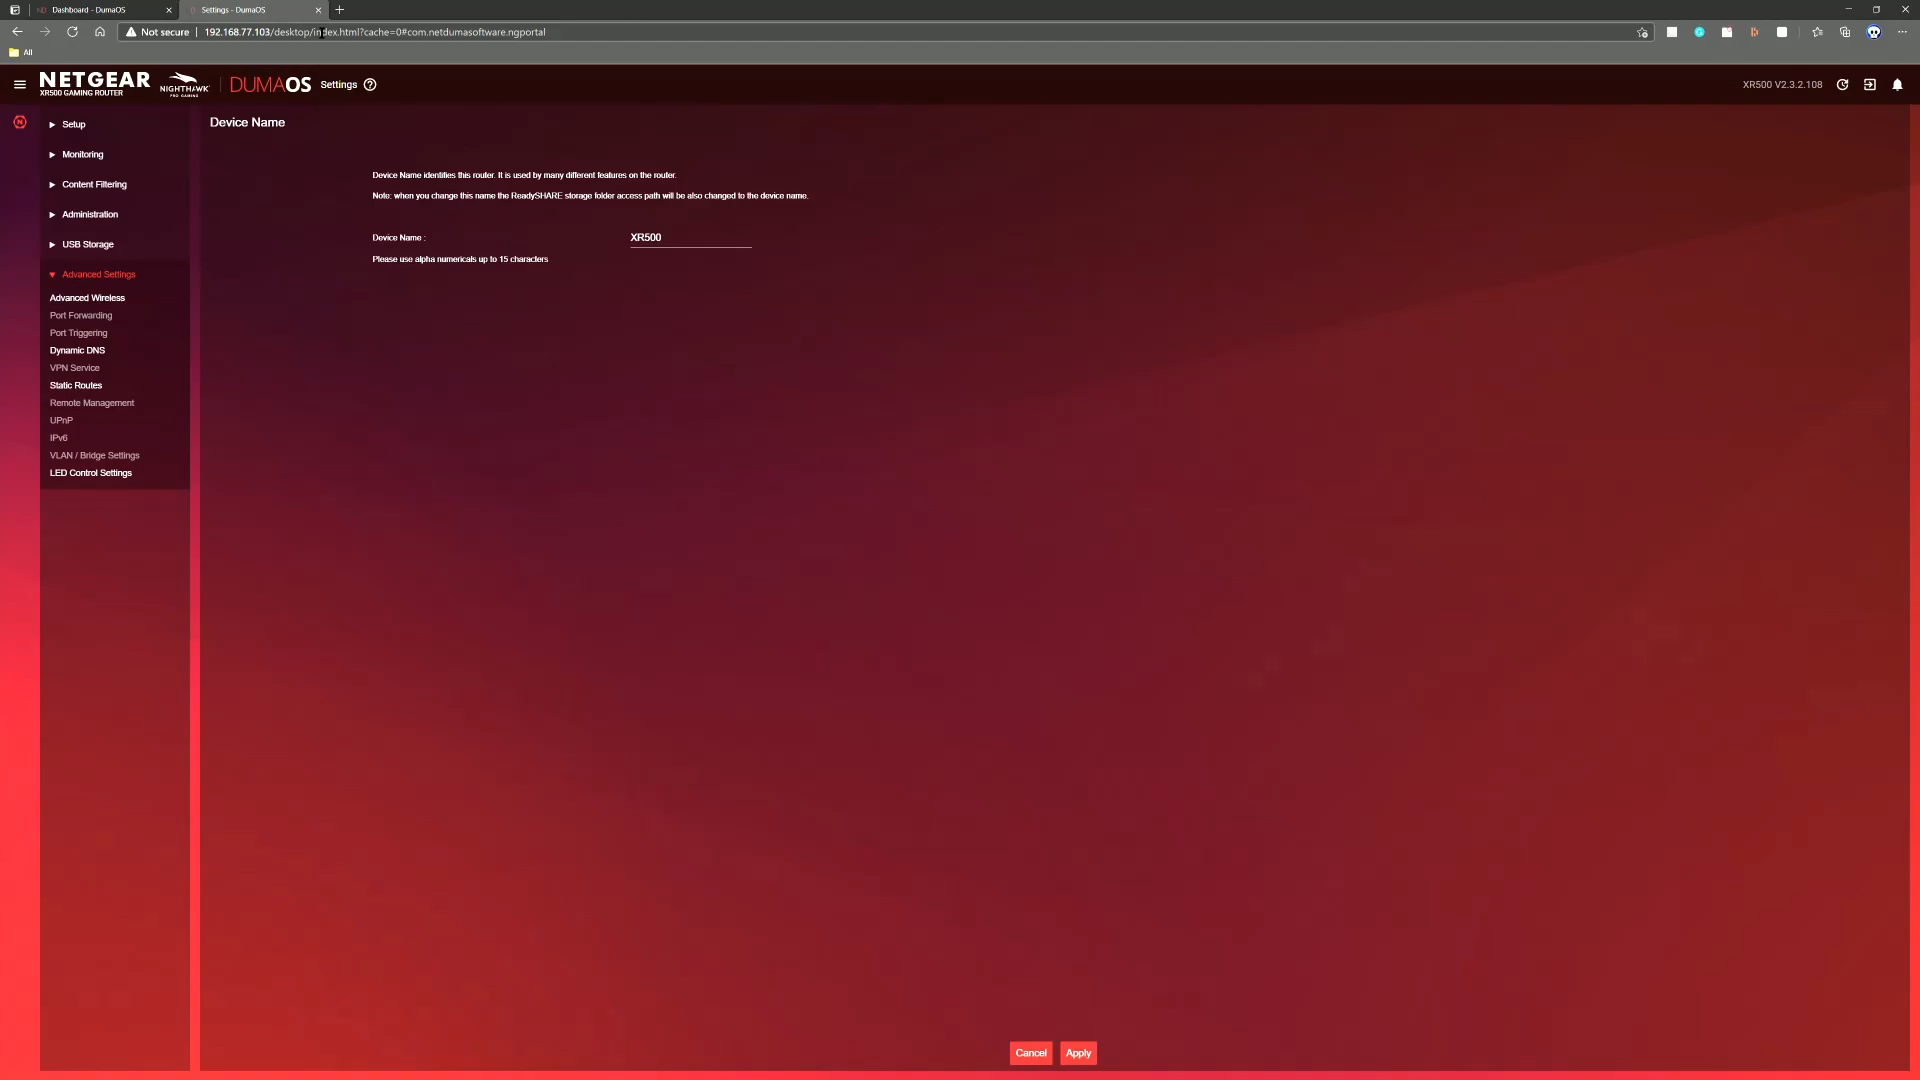 Dashboard - DumaOS
Settings - DumaOS
Not secure
192.168.77.103/desktop/index.html?cache=0#com.netdumasoftware.ngportal
All
NETGEAR
XR500 GAMING ROUTER
NIGHTHAWK
PRO GAMING
DUMAOS
Settings
XR500 V2.3.2.108
Setup
Monitoring
Content Filtering
Administration
USB Storage
Advanced Settings
Advanced Wireless
Port Forwarding
Port Triggering
Dynamic DNS
VPN Service
Static Routes
Remote Management
UPnP
IPv6
VLAN / Bridge Settings
LED Control Settings
Device Name
Device Name identifies this router. It is used by many different features on the router.
Note: when you change this name the ReadySHARE storage folder access path will be also changed to the device name.
Device Name :
XR500
Please use alpha numericals up to 15 characters
Cancel
Apply